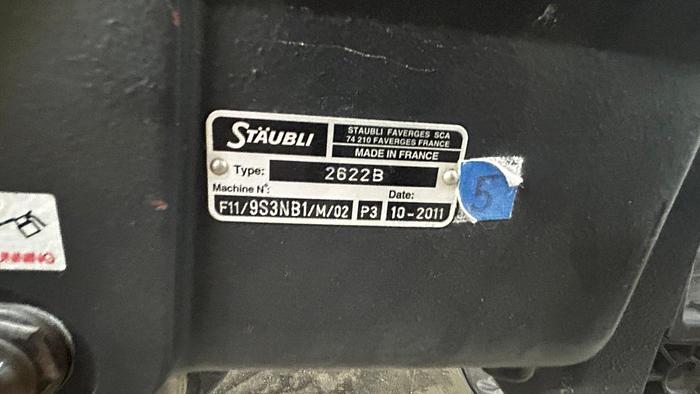 STÄUBLI
STAUBLI FAVERGES SCA
74 210 FAVERGES FRANCE
MADE IN FRANCE
Type: 2622B
Machine N°: Date:
F11/9S3NB1/M/02 P3 10-2011
5